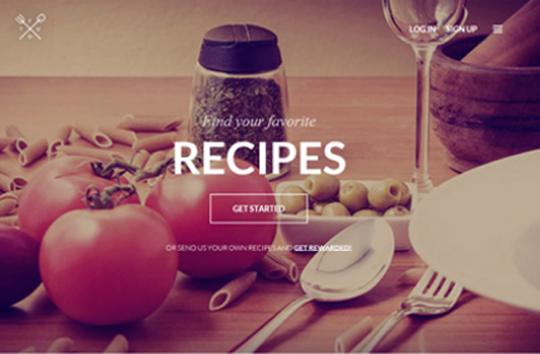 LOG IN SIGN UP
Find your favorite
RECIPES
GET STARTED
OR SEND US YOUR OWN RECIPES AND GET REWARDED!